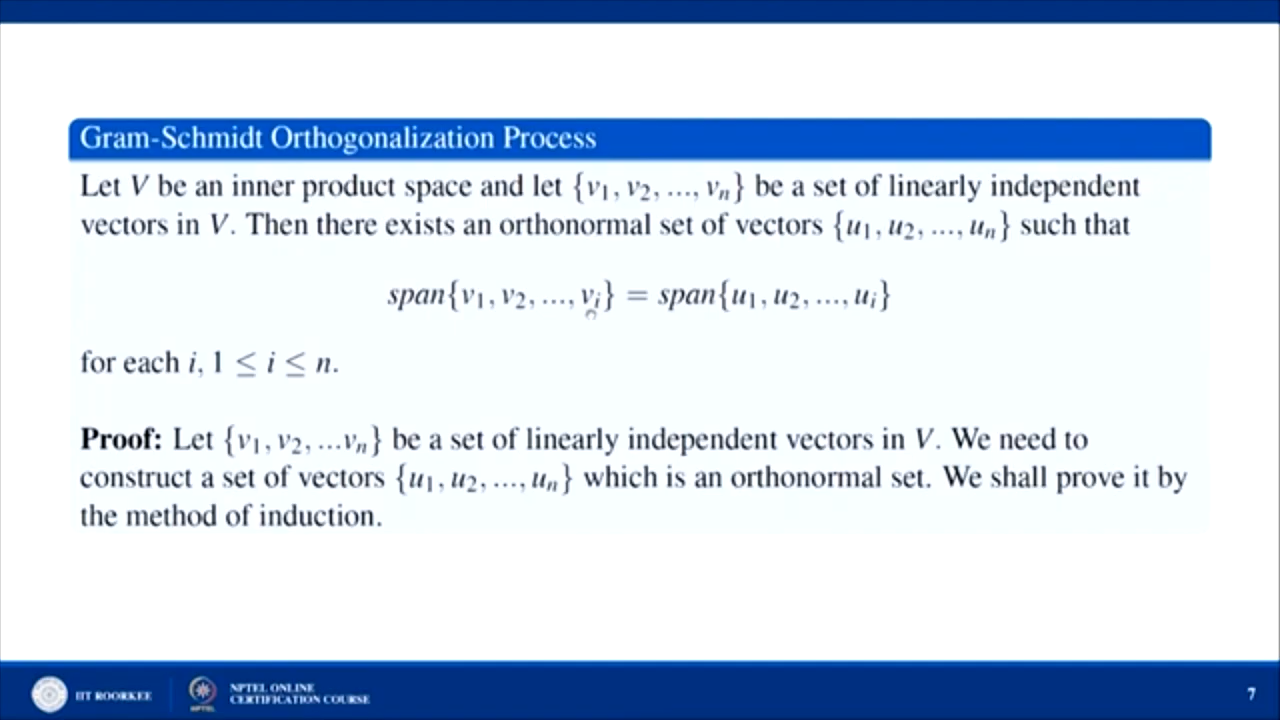 Gram-Schmidt Orthogonalization Process
Let V be an inner product space and let {v₁, v₂, ..., vₙ} be a set of linearly independent
vectors in V. Then there exists an orthonormal set of vectors {u₁, u₂, ..., uₙ} such that
span{v₁, v₂, ..., vᵢ} = span{u₁, u₂, ..., uᵢ}
for each i, 1 ≤ i ≤ n.
Proof: Let {v₁, v₂, ...vₙ} be a set of linearly independent vectors in V. We need to
construct a set of vectors {u₁, u₂, ..., uₙ} which is an orthonormal set. We shall prove it by
the method of induction.
IIT ROORKEE
NPTEL
NPTEL ONLINE
CERTIFICATION COURSE
7